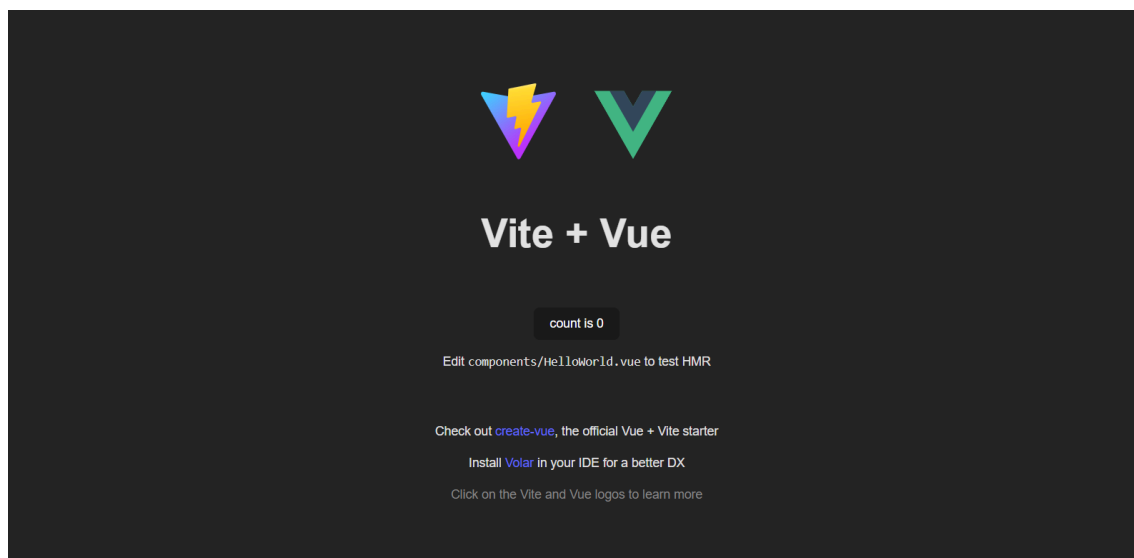 Vite + Vue
count is 0
Edit components/HelloWorld.vue to test HMR
Check out create-vue, the official Vue + Vite starter
Install Volar in your IDE for a better DX
Click on the Vite and Vue logos to learn more